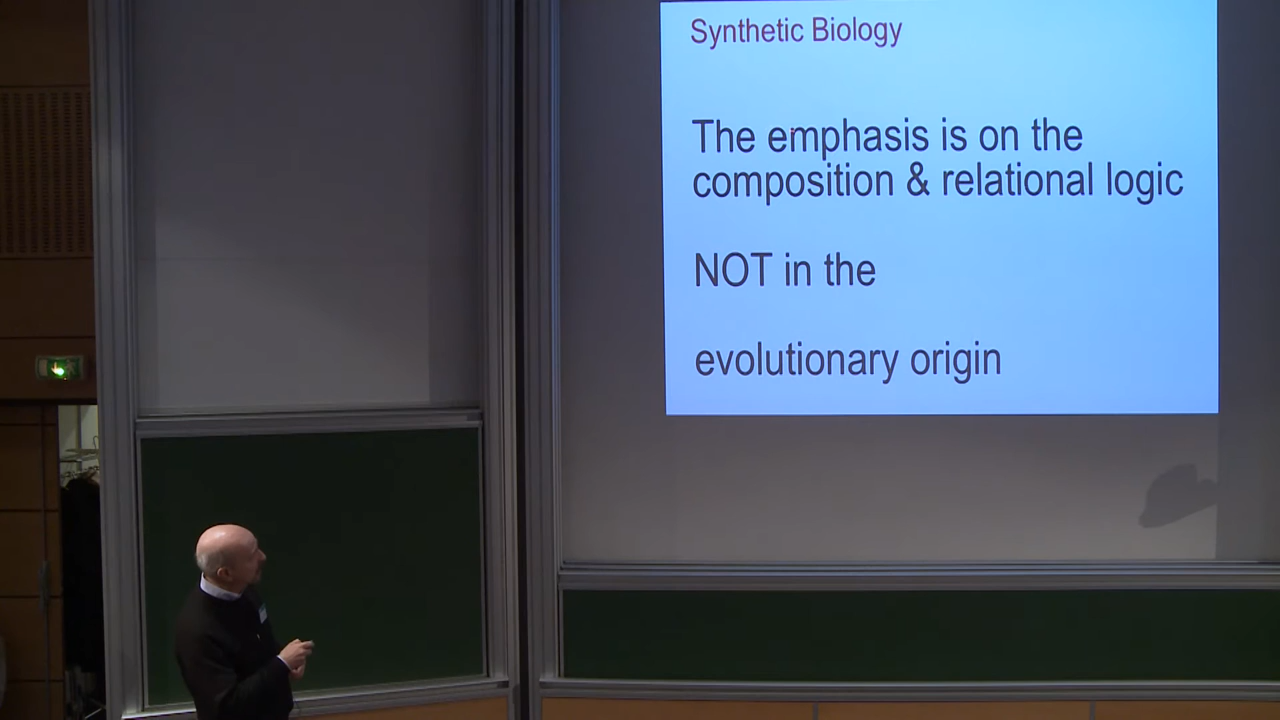 Synthetic Biology
The emphasis is on the
composition & relational logic
NOT in the
evolutionary origin